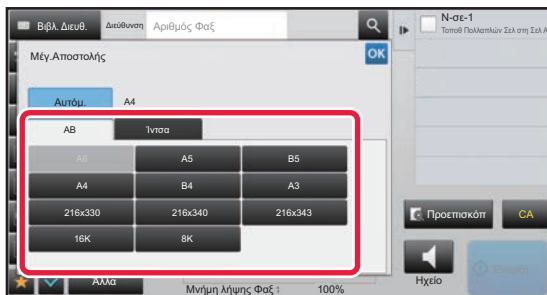 Βιβλ. Διευθ. Διεύθυνση Αριθμός Φαξ
N-σε-1
Τοποθ Πολλαπλών Σελ στη Σελ Α
Μέγ.Αποστολής OK
Αυτόμ. A4
AB Ίντσα
A6 A5 B5
A4 B4 A3
216x330 216x340 216x343
16K 8K
Προεπισκόπ CA
Άλλα Μνήμη λήψης Φαξ : 100%
Ηχείο Έναρξη